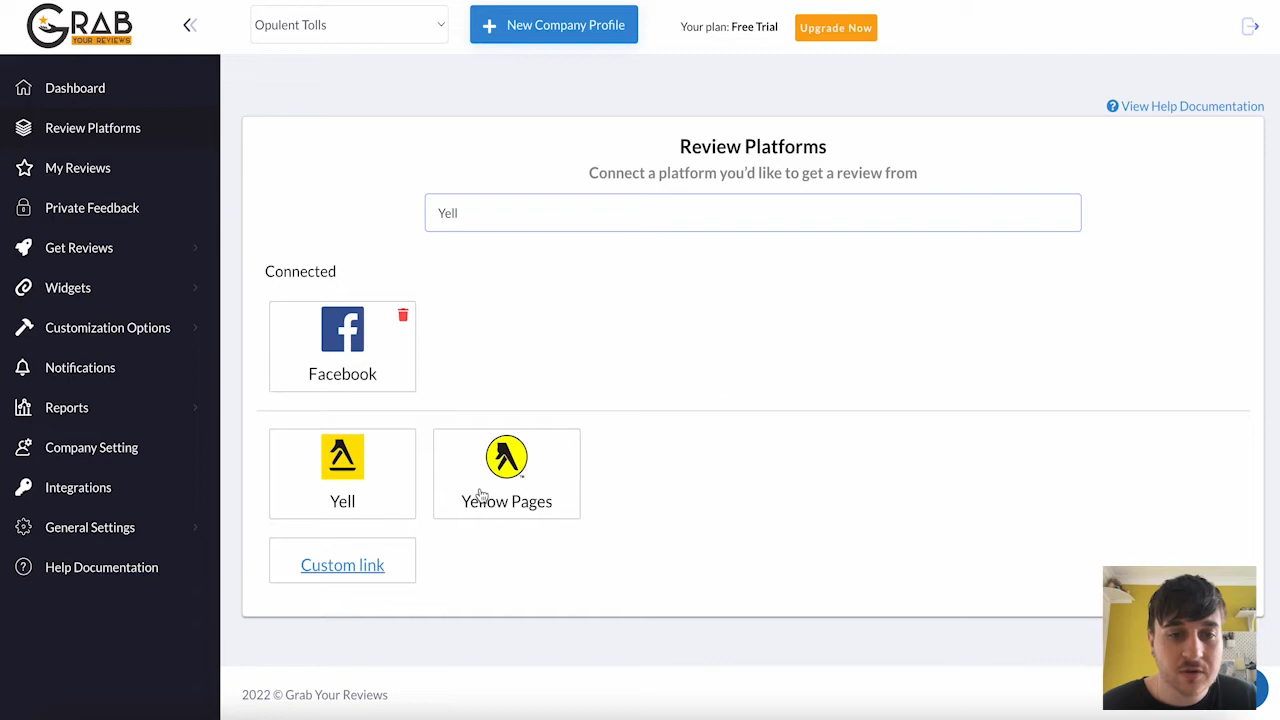 GRAB
YOUR REVIEWS
Opulent Tolls
New Company Profile
Your plan: Free Trial
Upgrade Now
Dashboard
Review Platforms
My Reviews
Private Feedback
Get Reviews
Widgets
Customization Options
Notifications
Reports
Company Setting
Integrations
General Settings
Help Documentation
View Help Documentation
Review Platforms
Connect a platform you'd like to get a review from
Yell
Connected
Facebook
Yell
Yellow Pages
Custom link
2022 © Grab Your Reviews